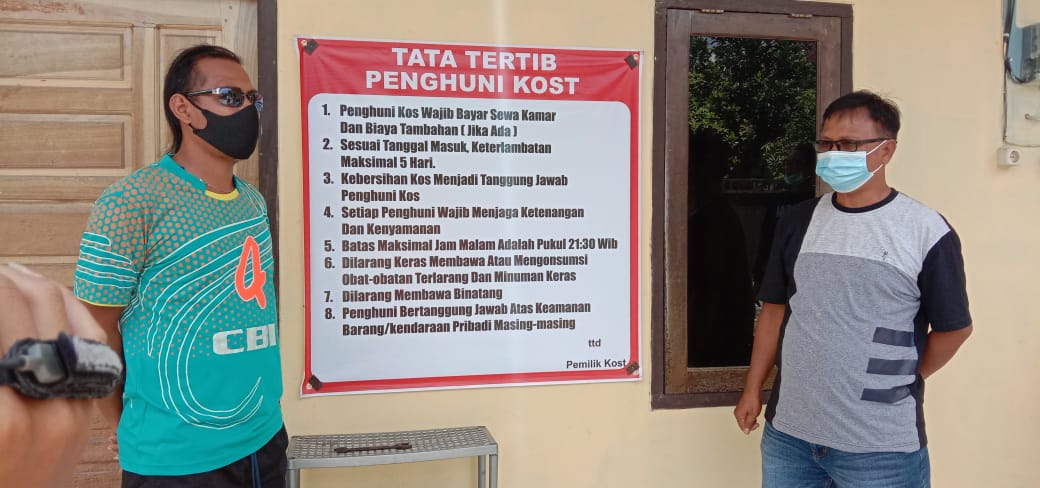 TATA TERTIB
PENGHUNI KOST
1. Penghuni Kos Wajib Bayar Sewa Kamar
Dan Biaya Tambahan ( Jika Ada )
2. Sesuai Tanggal Masuk, Keterlambatan
Maksimal 5 Hari.
3. Kebersihan Kos Menjadi Tanggung Jawab
Penghuni Kos
4. Setiap Penghuni Wajib Menjaga Ketenangan
Dan Kenyamanan
5. Batas Maksimal Jam Malam Adalah Pukul 21:30 Wib
6. Dilarang Keras Membawa Atau Mengonsumsi
Obat-obatan Terlarang Dan Minuman Keras
7. Dilarang Membawa Binatang
8. Penghuni Bertanggung Jawab Atas Keamanan
Barang/kendaraan Pribadi Masing-masing
ttd
Pemilik Kost
4